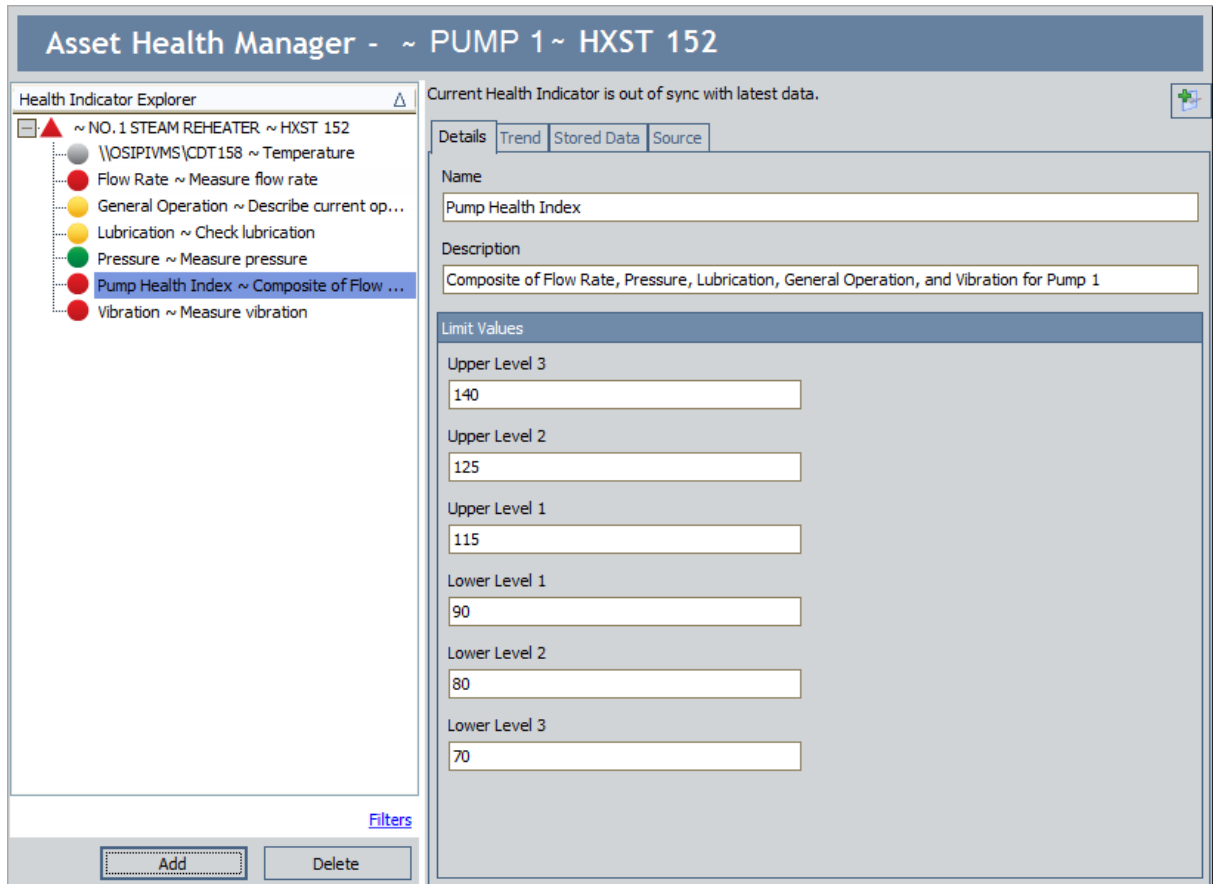 Asset Health Manager - ~ PUMP 1~ HXST 152
Health Indicator Explorer
~ NO.1 STEAM REHEATER ~ HXST 152
\\OSIPIVMS\CDT158 ~ Temperature
Flow Rate ~ Measure flow rate
General Operation ~ Describe current op...
Lubrication ~ Check lubrication
Pressure ~ Measure pressure
Pump Health Index ~ Composite of Flow ...
Vibration ~ Measure vibration
Filters
Add Delete
Current Health Indicator is out of sync with latest data.
Details Trend Stored Data Source
Name
Pump Health Index
Description
Composite of Flow Rate, Pressure, Lubrication, General Operation, and Vibration for Pump 1
Limit Values
Upper Level 3
140
Upper Level 2
125
Upper Level 1
115
Lower Level 1
90
Lower Level 2
80
Lower Level 3
70